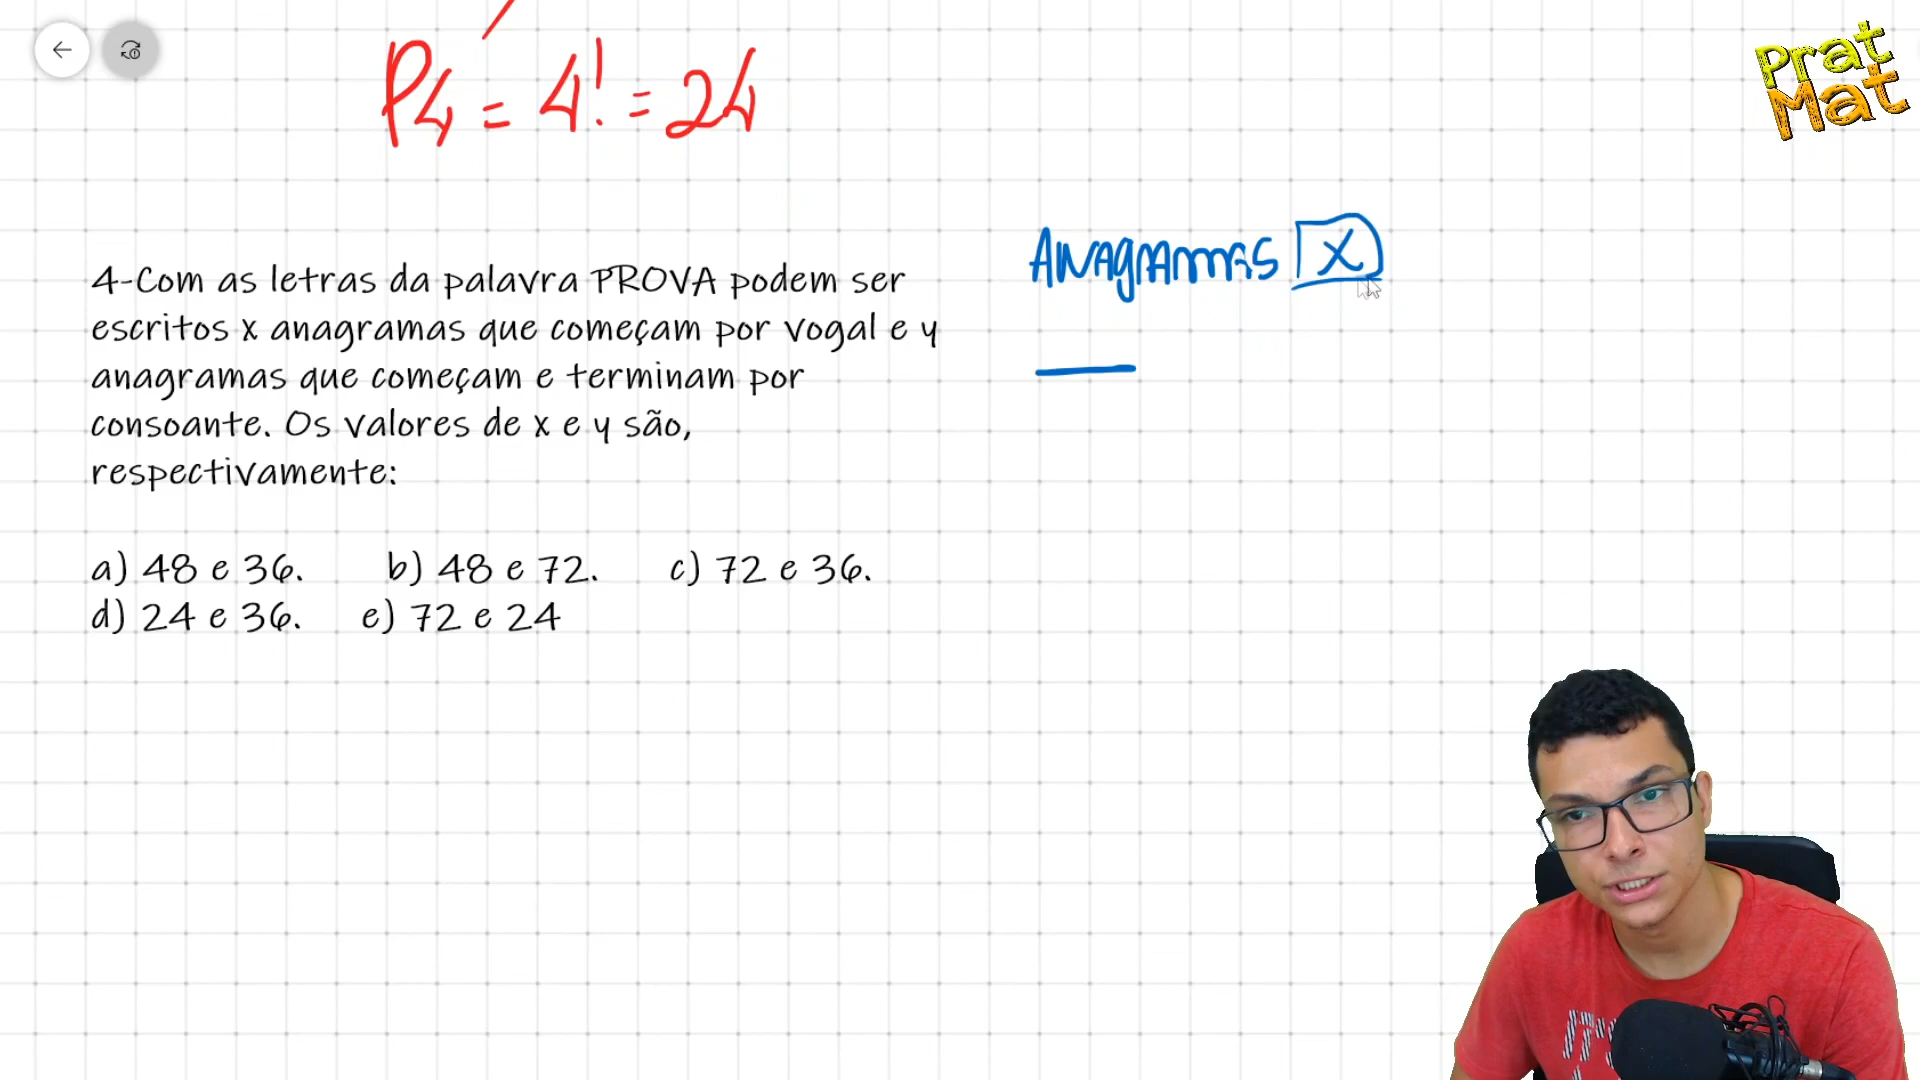 P4 = 4! = 24
Prat
Mat
ANAgRAmAS X
4-Com as letras da palavra PROVA podem ser
escritos x anagramas que começam por vogal e y
anagramas que começam e terminam por
consoante. Os valores de x e y são,
respectivamente:
a) 48 e 36. b) 48 e 72. c) 72 e 36.
d) 24 e 36. e) 72 e 24